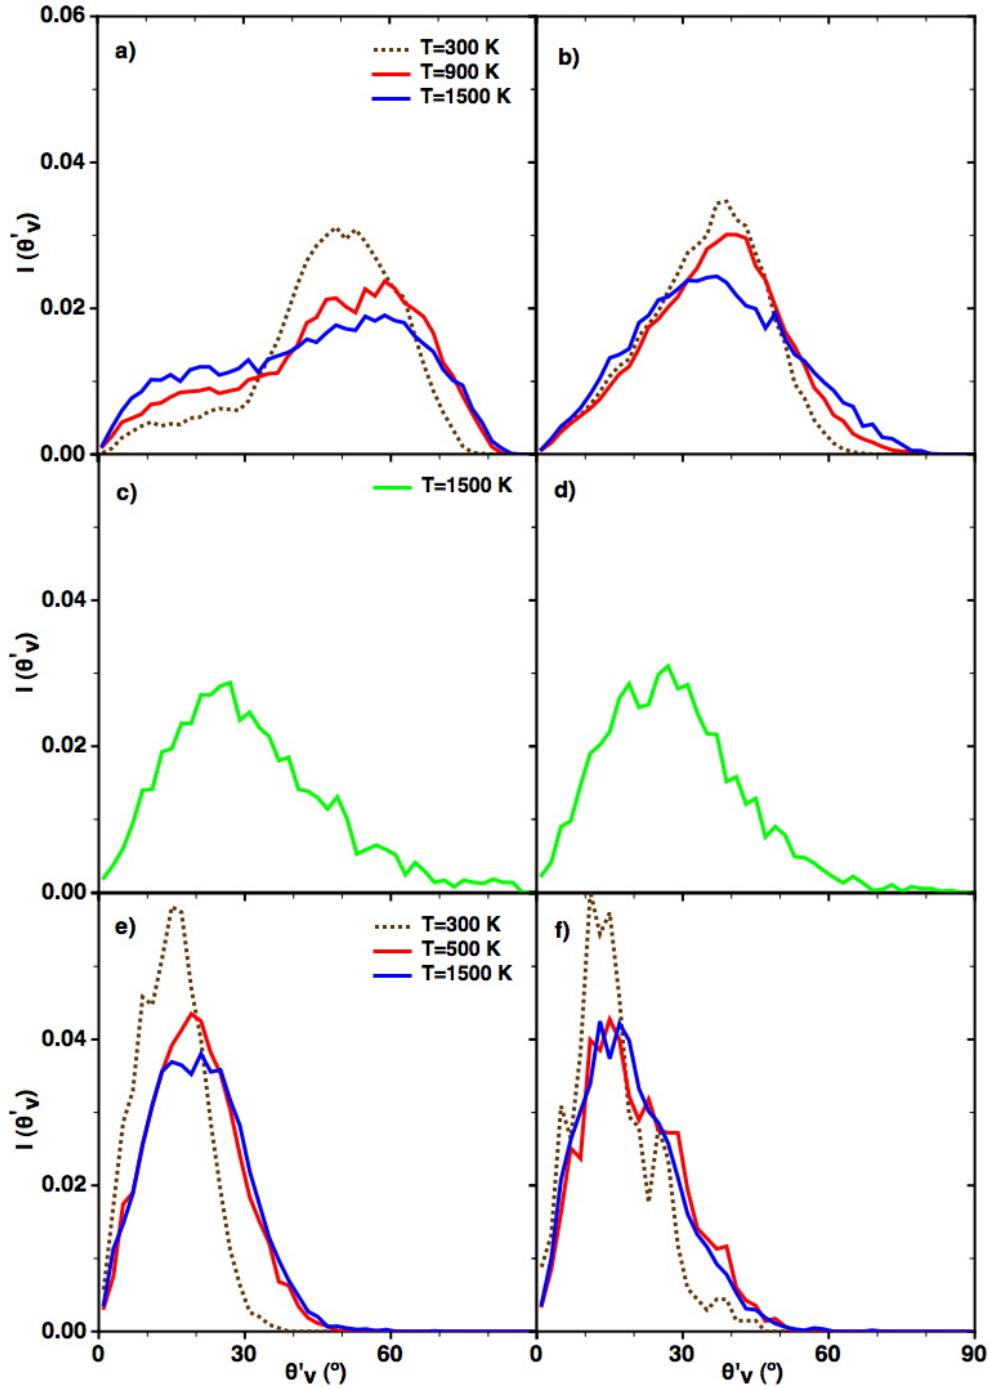 0.06
a)
T=300 K
T=900 K
T=1500 K
b)
0.04
I (θ'v)
0.02
0.00
c)
T=1500 K
d)
0.04
I (θ'v)
0.02
0.00
e)
T=300 K
T=500 K
T=1500 K
f)
0.04
I (θ'v)
0.02
0.00
0 30 60 0 30 60 90
θ'v (º) θ'v (º)